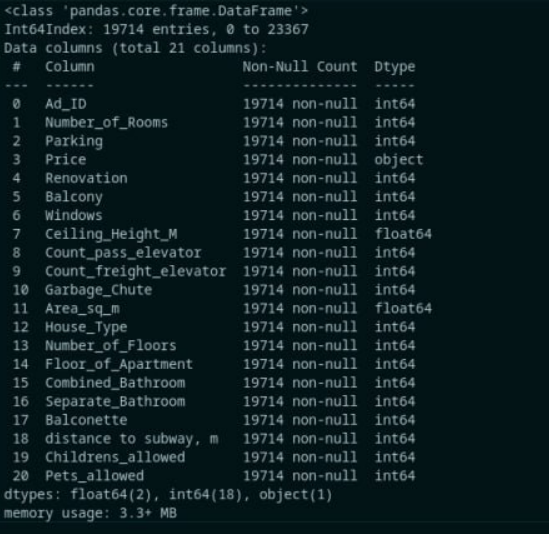 <class 'pandas.core.frame.DataFrame'>
Int64Index: 19714 entries, 0 to 23367
Data columns (total 21 columns):
 #   Column                 Non-Null Count  Dtype
---  ------                 --------------  -----
 0   Ad_ID                  19714 non-null  int64
 1   Number_of_Rooms        19714 non-null  int64
 2   Parking                19714 non-null  int64
 3   Price                  19714 non-null  object
 4   Renovation             19714 non-null  int64
 5   Balcony                19714 non-null  int64
 6   Windows                19714 non-null  int64
 7   Ceiling_Height_M       19714 non-null  float64
 8   Count_pass_elevator    19714 non-null  int64
 9   Count_freight_elevator 19714 non-null  int64
 10  Garbage_Chute          19714 non-null  int64
 11  Area_sq_m              19714 non-null  float64
 12  House_Type             19714 non-null  int64
 13  Number_of_Floors       19714 non-null  int64
 14  Floor_of_Apartment     19714 non-null  int64
 15  Combined_Bathroom      19714 non-null  int64
 16  Separate_Bathroom      19714 non-null  int64
 17  Balconette             19714 non-null  int64
 18  distance to subway, m  19714 non-null  int64
 19  Childrens_allowed      19714 non-null  int64
 20  Pets_allowed           19714 non-null  int64
dtypes: float64(2), int64(18), object(1)
memory usage: 3.3+ MB